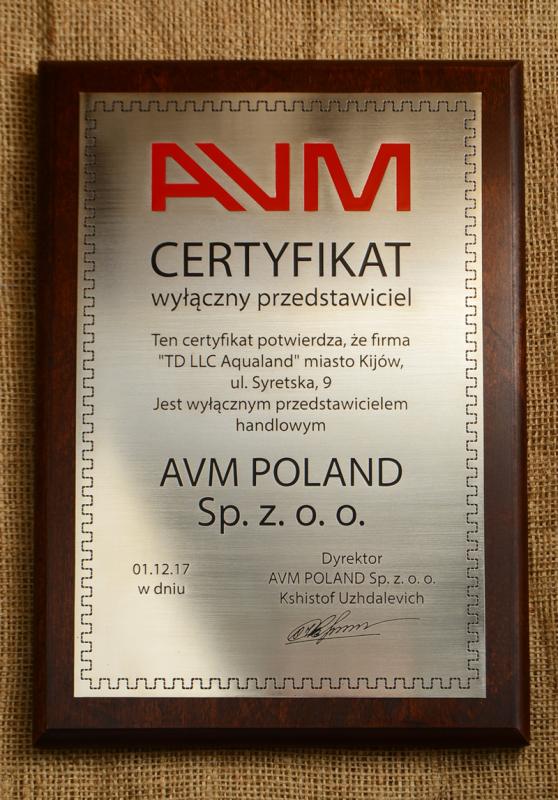 AVM
CERTYFIKAT
wyłączny przedstawiciel
Ten certyfikat potwierdza, że firma
"TD LLC Aqualand" miasto Kijów,
ul. Syretska, 9
Jest wyłącznym przedstawicielem
handlowym
AVM POLAND
Sp. z. o. o.
01.12.17
w dniu
Dyrektor
AVM POLAND Sp. z. o. o.
Kshistof Uzhdalevich